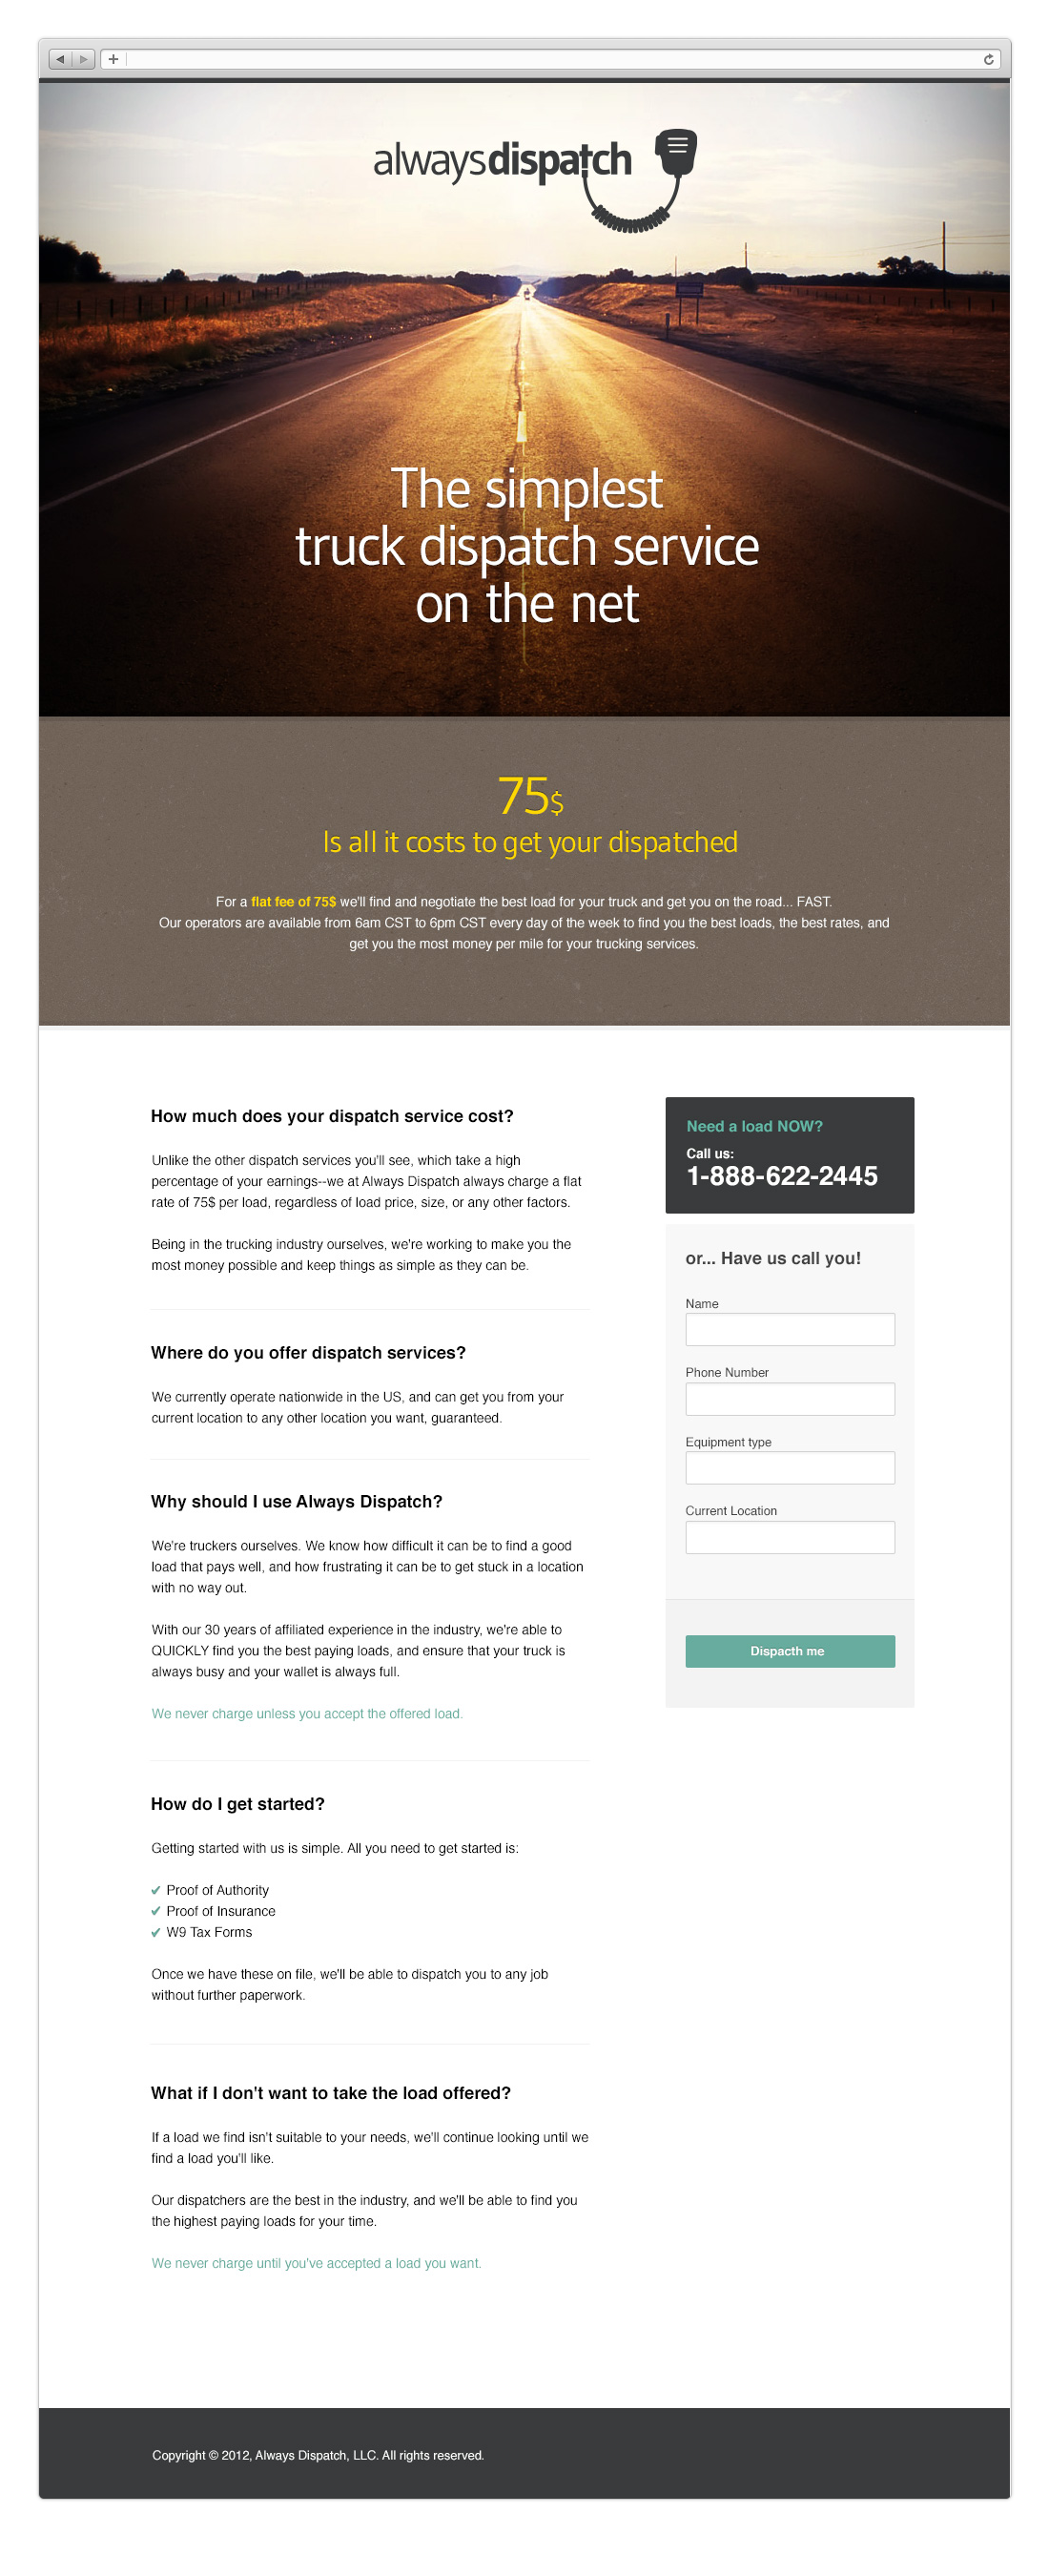 alwaysdispatch
The simplest
truck dispatch service
on the net
75$
Is all it costs to get your dispatched
For a flat fee of 75$ we'll find and negotiate the best load for your truck and get you on the road... FAST.
Our operators are available from 6am CST to 6pm CST every day of the week to find you the best loads, the best rates, and
get you the most money per mile for your trucking services.
How much does your dispatch service cost?
Unlike the other dispatch services you'll see, which take a high
percentage of your earnings--we at Always Dispatch always charge a flat
rate of 75$ per load, regardless of load price, size, or any other factors.
Being in the trucking industry ourselves, we're working to make you the
most money possible and keep things as simple as they can be.
Where do you offer dispatch services?
We currently operate nationwide in the US, and can get you from your
current location to any other location you want, guaranteed.
Why should I use Always Dispatch?
We're truckers ourselves. We know how difficult it can be to find a good
load that pays well, and how frustrating it can be to get stuck in a location
with no way out.
With our 30 years of affiliated experience in the industry, we're able to
QUICKLY find you the best paying loads, and ensure that your truck is
always busy and your wallet is always full.
We never charge unless you accept the offered load.
How do I get started?
Getting started with us is simple. All you need to get started is:
Proof of Authority
Proof of Insurance
W9 Tax Forms
Once we have these on file, we'll be able to dispatch you to any job
without further paperwork.
What if I don't want to take the load offered?
If a load we find isn't suitable to your needs, we'll continue looking until we
find a load you'll like.
Our dispatchers are the best in the industry, and we'll be able to find you
the highest paying loads for your time.
We never charge until you've accepted a load you want.
Need a load NOW?
Call us:
1-888-622-2445
or... Have us call you!
Name
Phone Number
Equipment type
Current Location
Dispacth me
Copyright © 2012, Always Dispatch, LLC. All rights reserved.